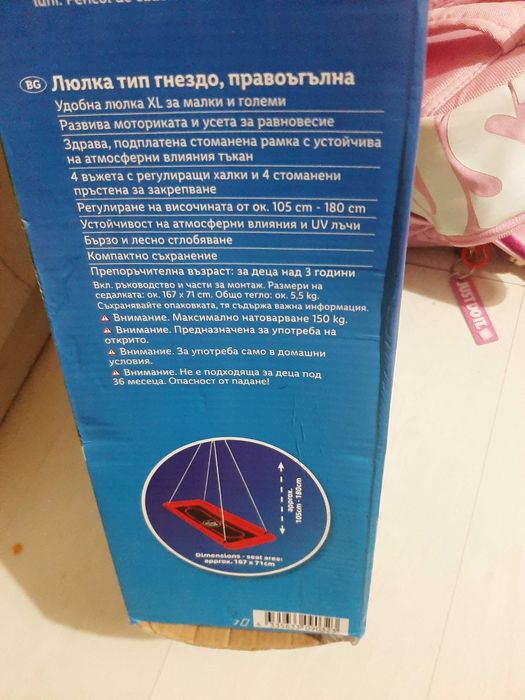 BG Люлка тип гнездо, правоъгълна
Удобна люлка XL за малки и големи
Развива моториката и усета за равновесие
Здрава, подплатена стоманена рамка с устойчива
на атмосферни влияния тъкан
4 въжета с регулиращи халки и 4 стоманени
пръстена за закрепване
Регулиране на височината от ок. 105 cm - 180 cm
Устойчивост на атмосферни влияния и UV лъчи
Бързо и лесно сглобяване
Компактно съхранение
Препоръчителна възраст: за деца над 3 години
Вкл. ръководство и части за монтаж. Размери на
седалката: ок. 167 x 71 cm. Общо тегло: ок. 5,5 kg.
Съхранявайте опаковката, тя съдържа важна информация.
Внимание. Максимално натоварване 150 kg.
Внимание. Предназначена за употреба на
открито.
Внимание. За употреба само в домашни
условия.
Внимание. Не е подходяща за деца под
36 месеца. Опасност от падане!
approx.
105cm - 180cm
Dimensions - seat area:
approx. 167 x 71cm
JUST DO IT.